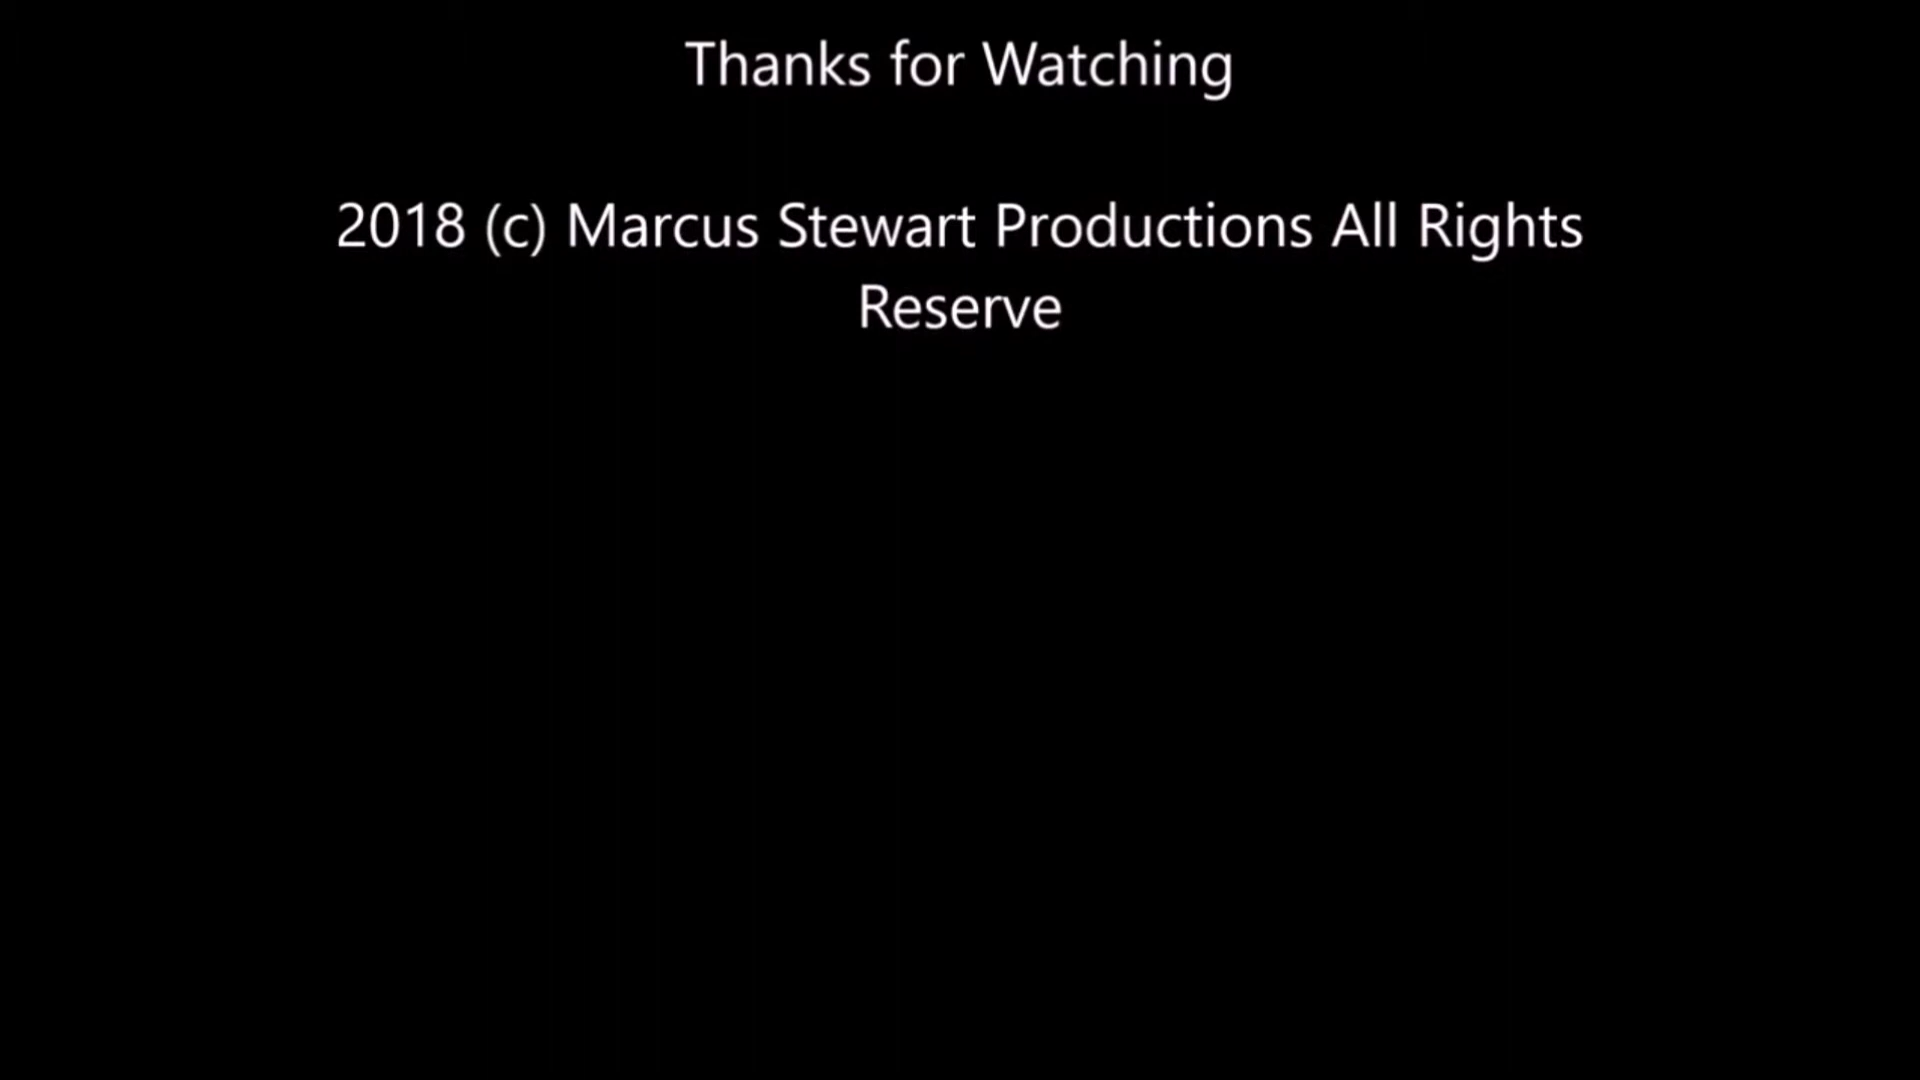 Thanks for Watching
2018 (c) Marcus Stewart Productions All Rights
Reserve